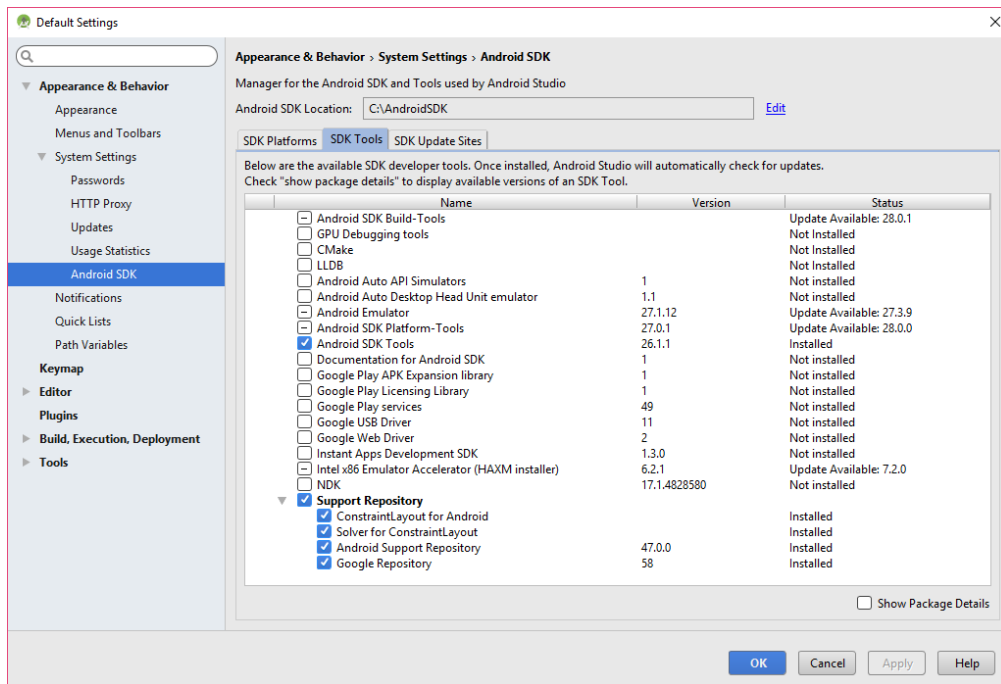 Default Settings
Appearance & Behavior
Appearance
Menus and Toolbars
System Settings
Passwords
HTTP Proxy
Updates
Usage Statistics
Android SDK
Notifications
Quick Lists
Path Variables
Keymap
Editor
Plugins
Build, Execution, Deployment
Tools
Appearance & Behavior › System Settings › Android SDK
Manager for the Android SDK and Tools used by Android Studio
Android SDK Location: C:\AndroidSDK Edit
SDK Platforms SDK Tools SDK Update Sites
Below are the available SDK developer tools. Once installed, Android Studio will automatically check for updates.
Check "show package details" to display available versions of an SDK Tool.
Name Version Status
Android SDK Build-Tools Update Available: 28.0.1
GPU Debugging tools Not Installed
CMake Not Installed
LLDB Not Installed
Android Auto API Simulators 1 Not installed
Android Auto Desktop Head Unit emulator 1.1 Not installed
Android Emulator 27.1.12 Update Available: 27.3.9
Android SDK Platform-Tools 27.0.1 Update Available: 28.0.0
Android SDK Tools 26.1.1 Installed
Documentation for Android SDK 1 Not installed
Google Play APK Expansion library 1 Not installed
Google Play Licensing Library 1 Not installed
Google Play services 49 Not installed
Google USB Driver 11 Not installed
Google Web Driver 2 Not installed
Instant Apps Development SDK 1.3.0 Not installed
Intel x86 Emulator Accelerator (HAXM installer) 6.2.1 Update Available: 7.2.0
NDK 17.1.4828580 Not installed
Support Repository
ConstraintLayout for Android Installed
Solver for ConstraintLayout Installed
Android Support Repository 47.0.0 Installed
Google Repository 58 Installed
Show Package Details
OK Cancel Apply Help